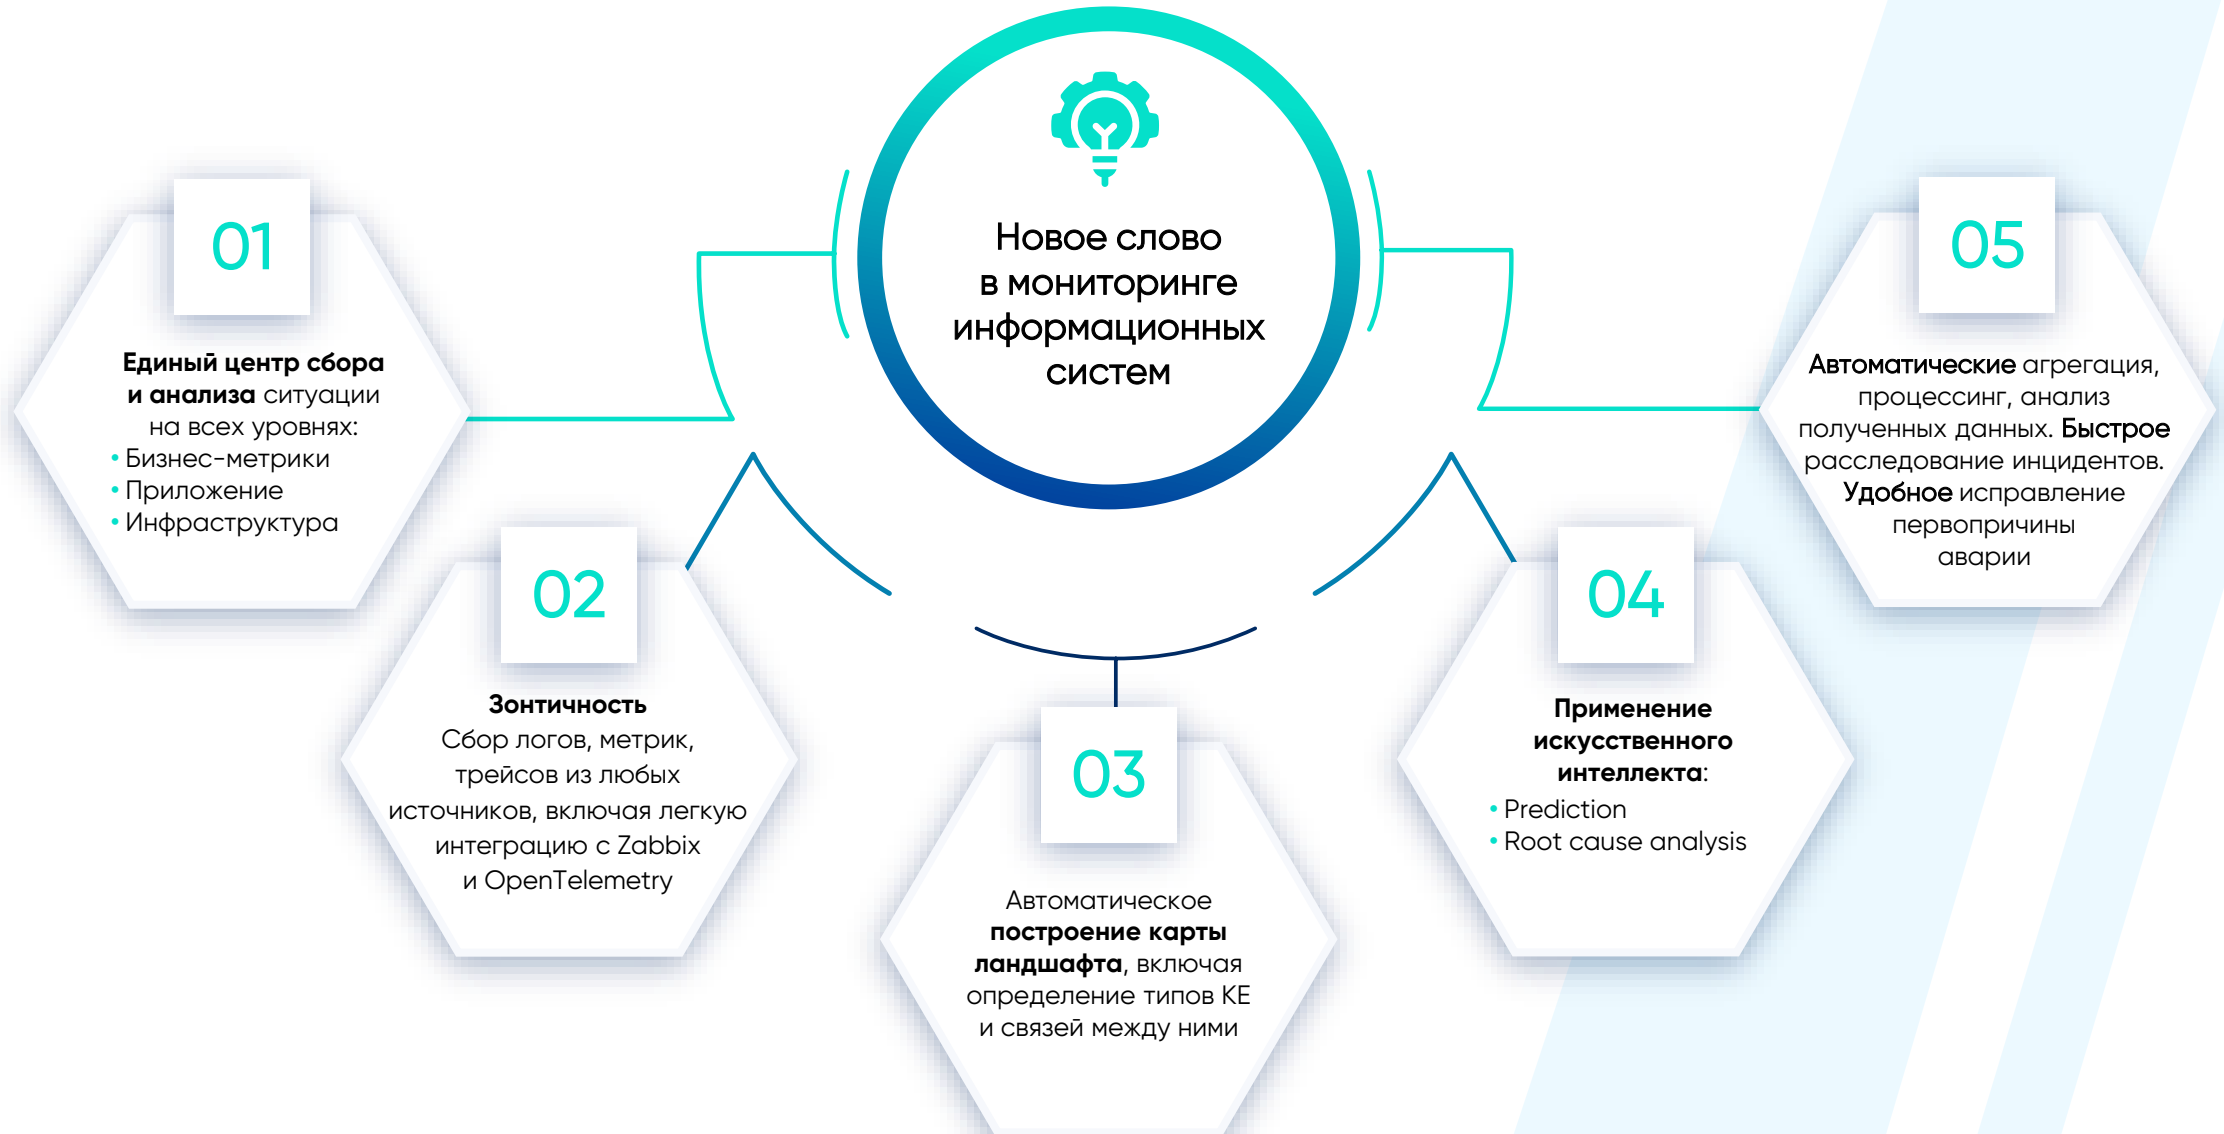 Новое слово
в мониторинге
информационных
систем
01
Единый центр сбора
и анализа ситуации
на всех уровнях:
• Бизнес-метрики
• Приложение
• Инфраструктура
02
Зонтичность
Сбор логов, метрик,
трейсов из любых
источников, включая легкую
интеграцию с Zabbix
и OpenTelemetry
03
Автоматическое
построение карты
ландшафта, включая
определение типов КЕ
и связей между ними
04
Применение
искусственного
интеллекта:
• Prediction
• Root cause analysis
05
Автоматические агрегация,
процессинг, анализ
полученных данных. Быстрое
расследование инцидентов.
Удобное исправление
первопричины
аварии